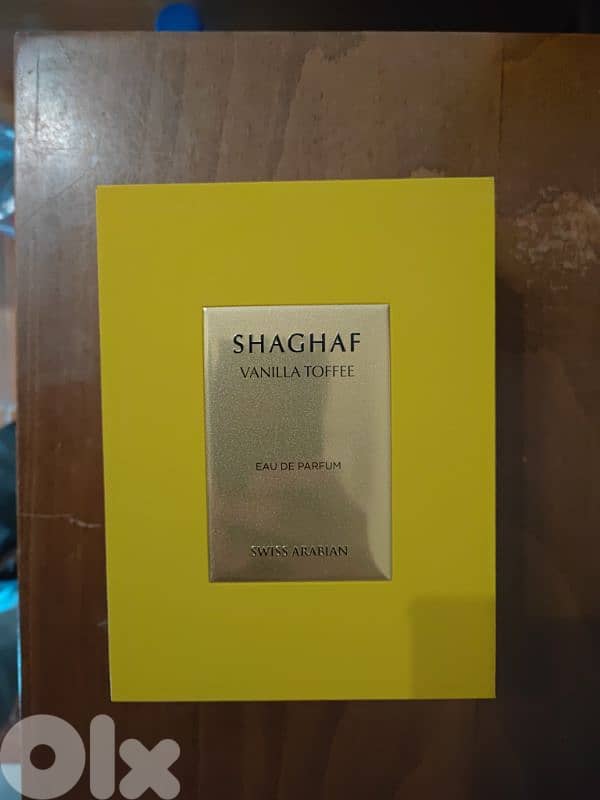 SHAGHAF
VANILLA TOFFEE
EAU DE PARFUM
SWISS ARABIAN
Olx